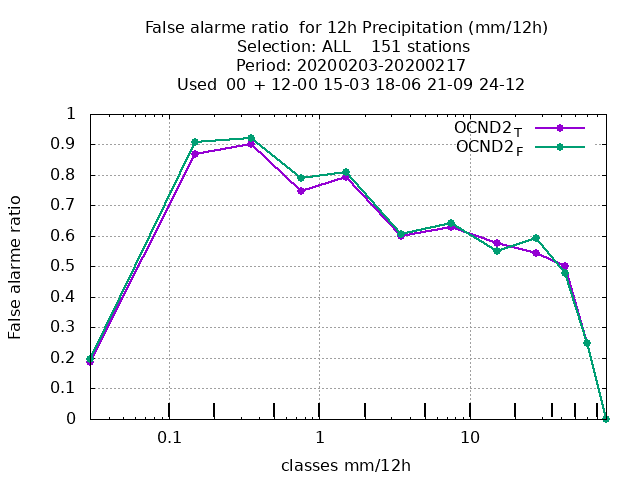 False alarme ratio  for 12h Precipitation (mm/12h)
Selection: ALL    151 stations
Period: 20200203-20200217
Used  00  + 12-00 15-03 18-06 21-09 24-12
OCND2_T
OCND2_F
1
0.9
0.8
0.7
0.6
0.5
0.4
0.3
0.2
0.1
0
False alarme ratio
0.1 1 10
classes mm/12h